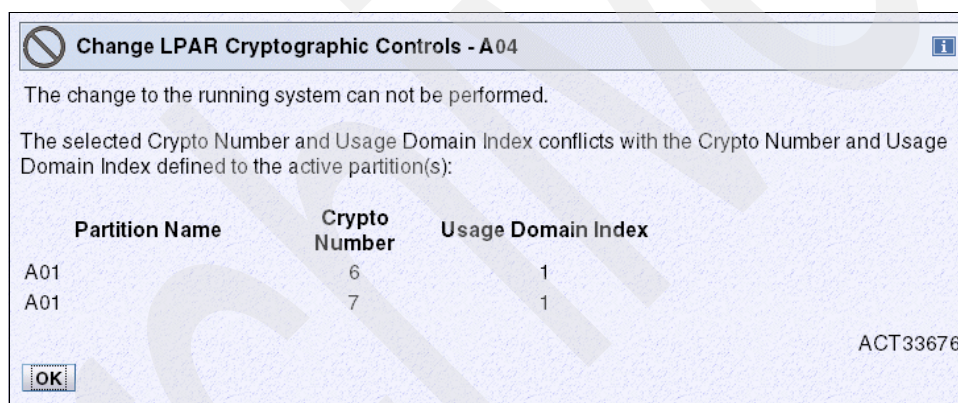 Change LPAR Cryptographic Controls - A04
i
The change to the running system can not be performed.
The selected Crypto Number and Usage Domain Index conflicts with the Crypto Number and Usage
Domain Index defined to the active partition(s):
Partition Name Crypto Number Usage Domain Index
A01 6 1
A01 7 1
ACT33676
OK